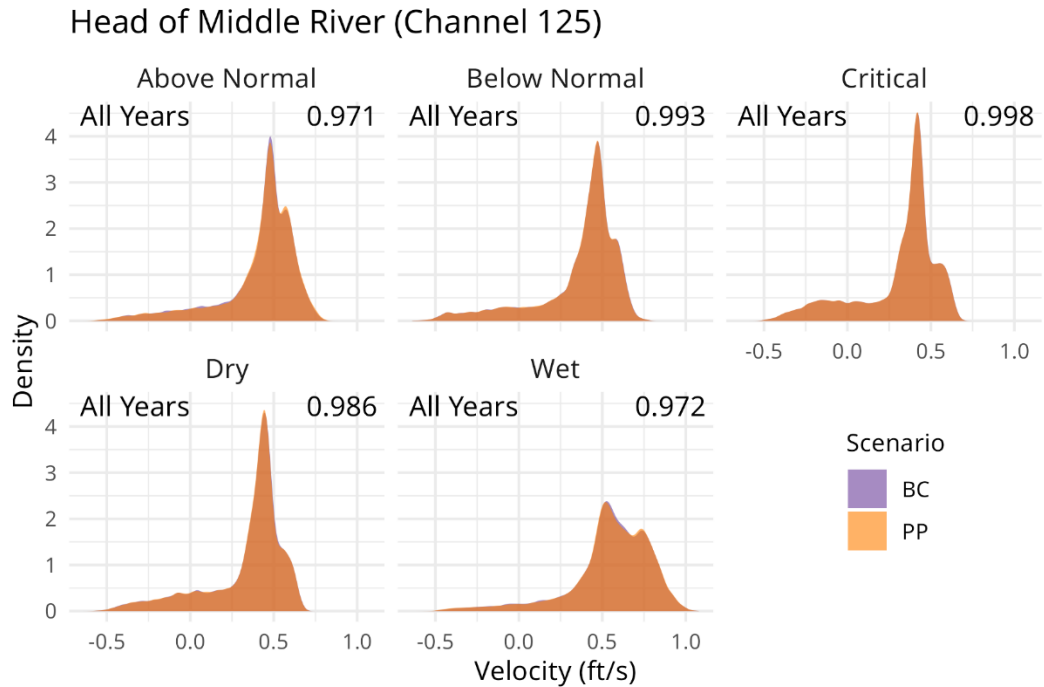 Head of Middle River (Channel 125)
Above Normal
Below Normal
Critical
All Years 0.971
All Years 0.993
All Years 0.998
4
3
2
1
0
-0.5 0.0 0.5 1.0
Density
Dry
Wet
All Years 0.986
All Years 0.972
4
3
2
1
0
-0.5 0.0 0.5 1.0
-0.5 0.0 0.5 1.0
Velocity (ft/s)
Scenario
BC
PP